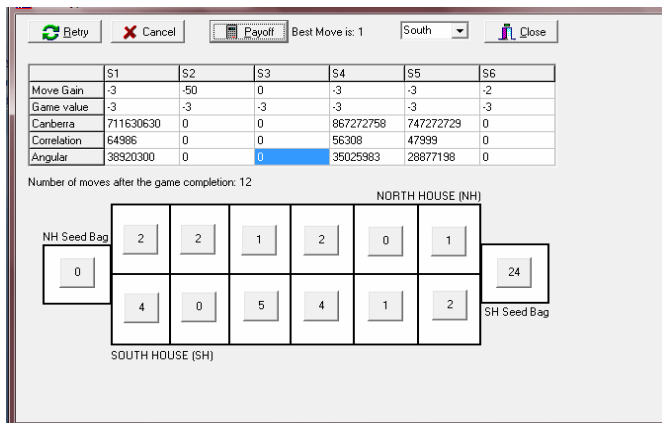 Retry Cancel Payoff Best Move is: 1 South Close
S1 S2 S3 S4 S5 S6
Move Gain -3 -50 0 -3 -3 -2
Game value -3 -3 -3 -3 -3 -3
Canberra 711630630 0 0 867272758 747272729 0
Correlation 64986 0 0 56308 47999 0
Angular 38920300 0 0 35025983 28877198 0
Number of moves after the game completion: 12
NORTH HOUSE (NH)
NH Seed Bag
2 2 1 2 0 1
0
24
4 0 5 4 1 2
SH Seed Bag
SOUTH HOUSE (SH)